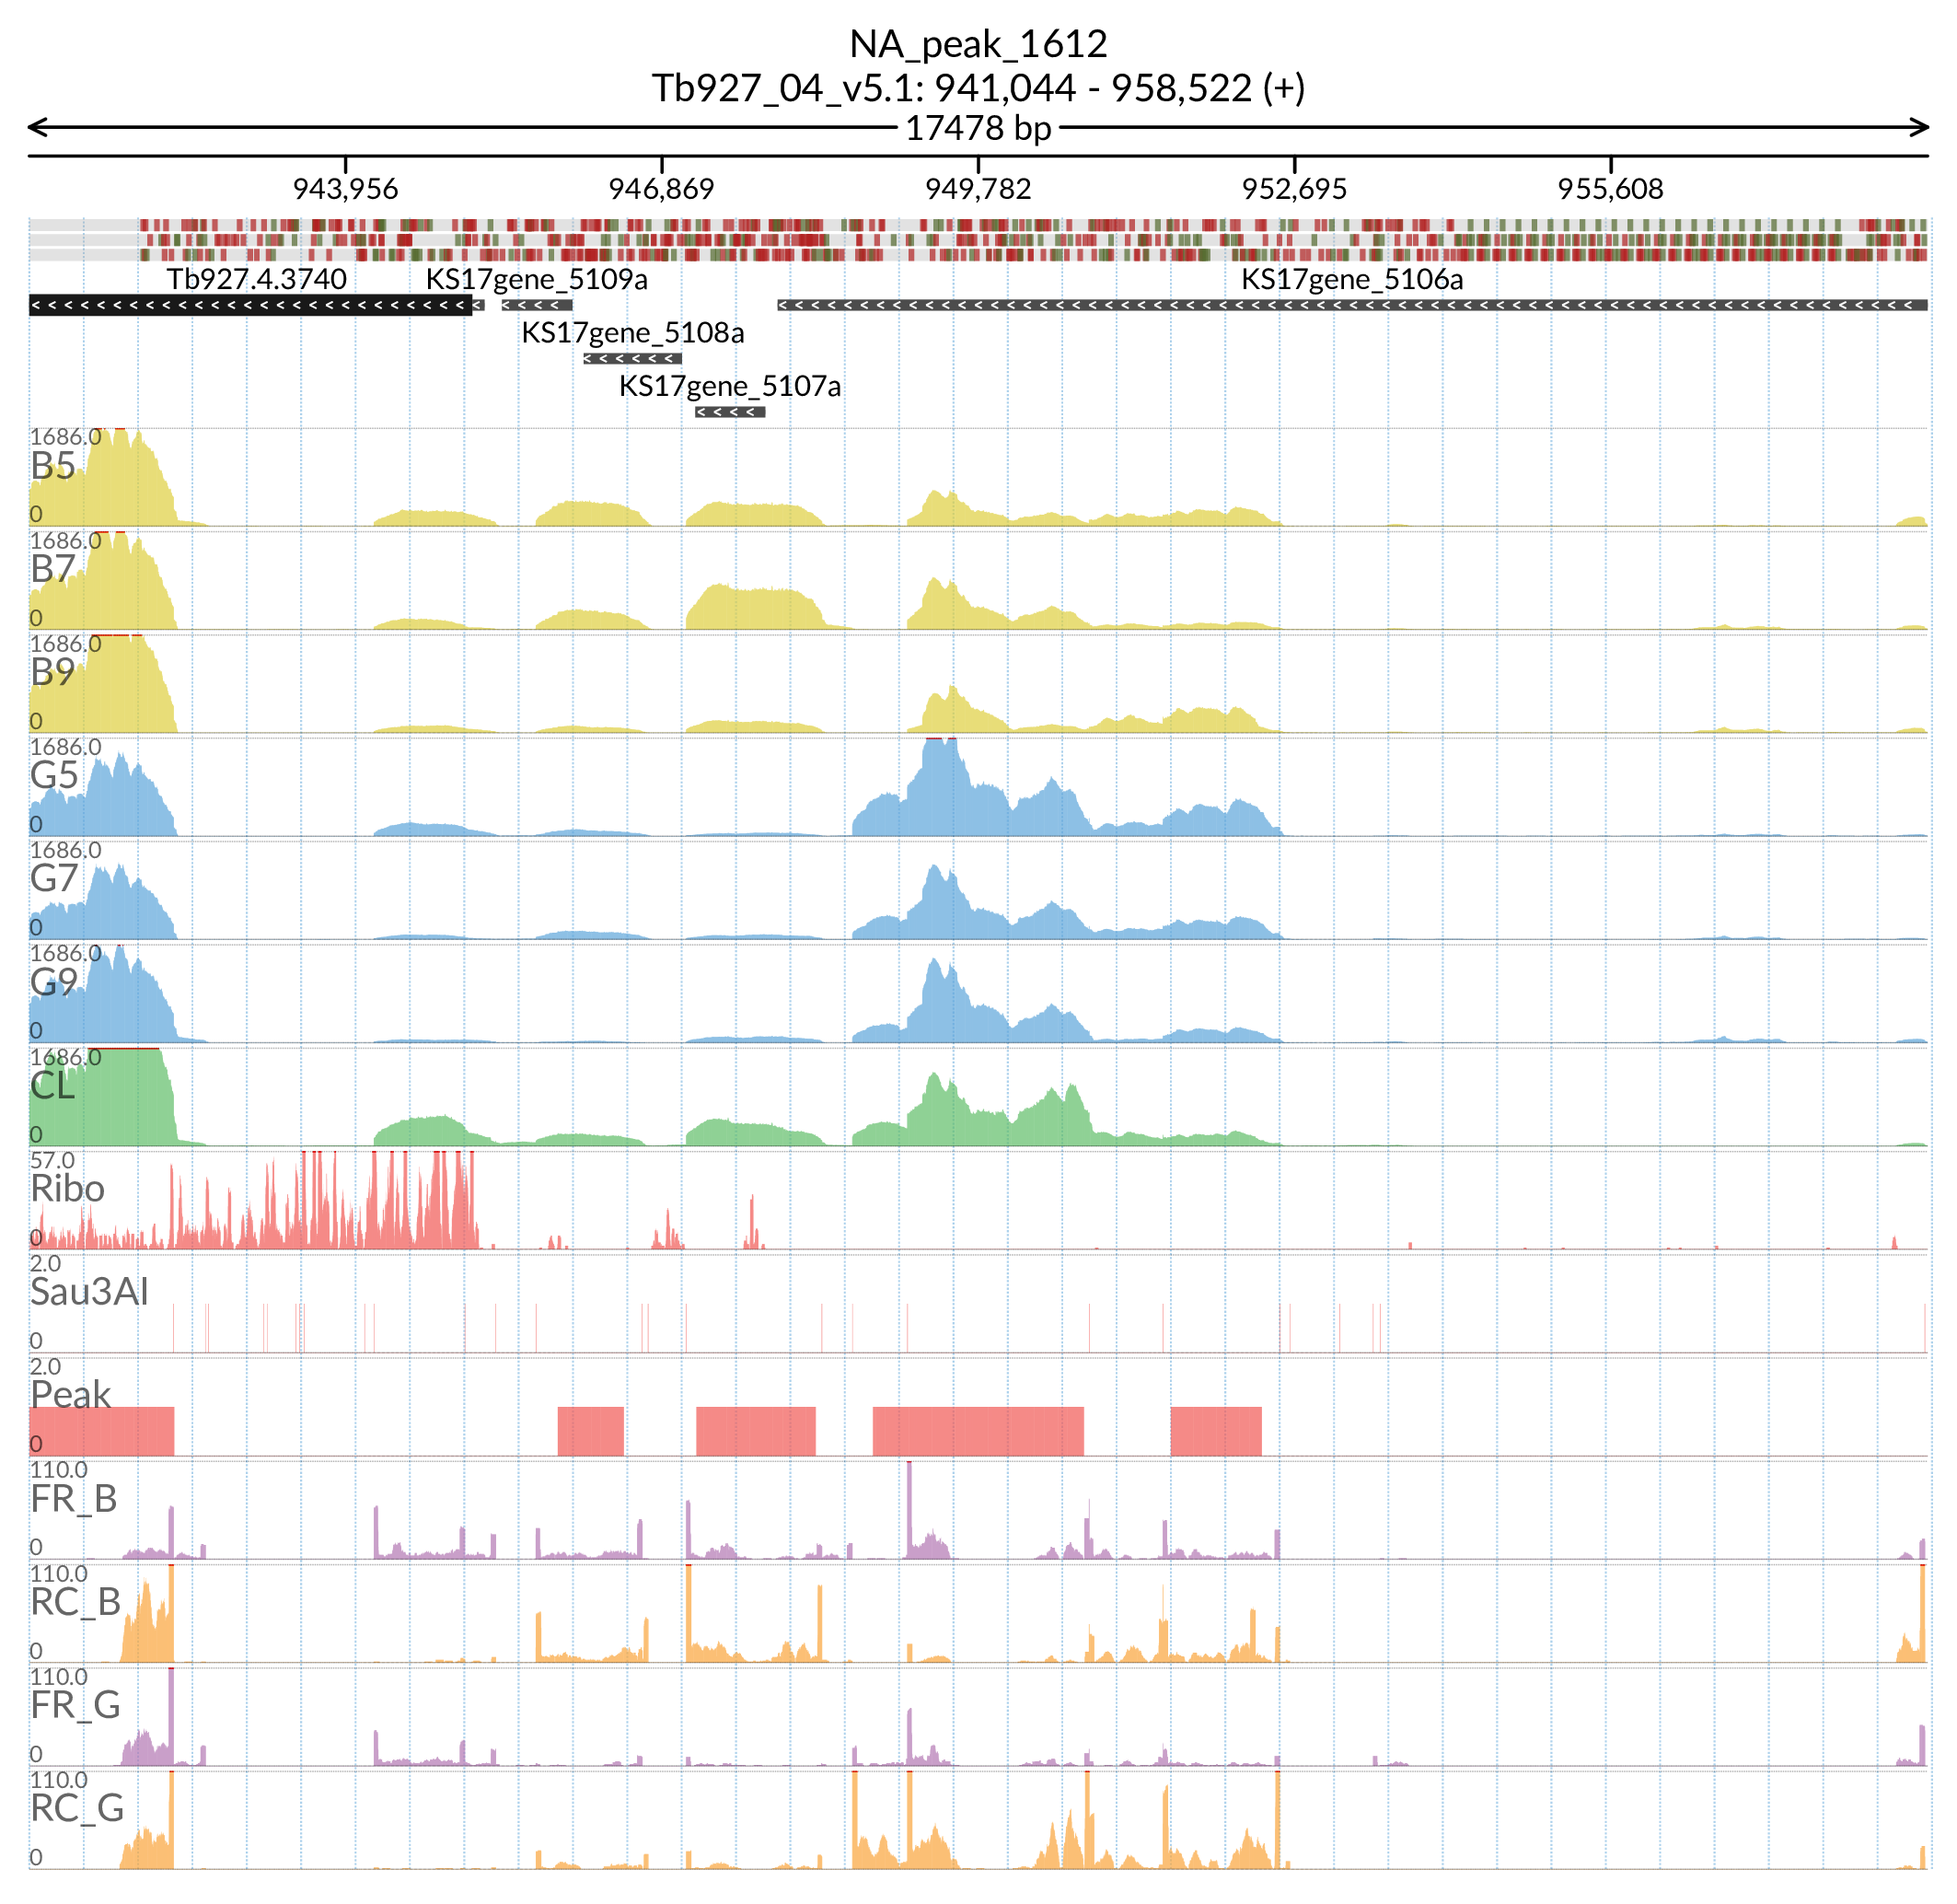 NA_peak_1612
Tb927_04_v5.1: 941,044 - 958,522 (+)
17478 bp
943,956 946,869 949,782 952,695 955,608
Tb927.4.3740 KS17gene_5109a KS17gene_5106a
KS17gene_5108a
KS17gene_5107a
1686.0
B5
0
1686.0
B7
0
1686.0
B9
0
1686.0
G5
0
1686.0
G7
0
1686.0
G9
0
1686.0
CL
0
57.0
Ribo
0
2.0
Sau3AI
0
2.0
Peak
0
110.0
FR_B
0
110.0
RC_B
0
110.0
FR_G
0
110.0
RC_G
0